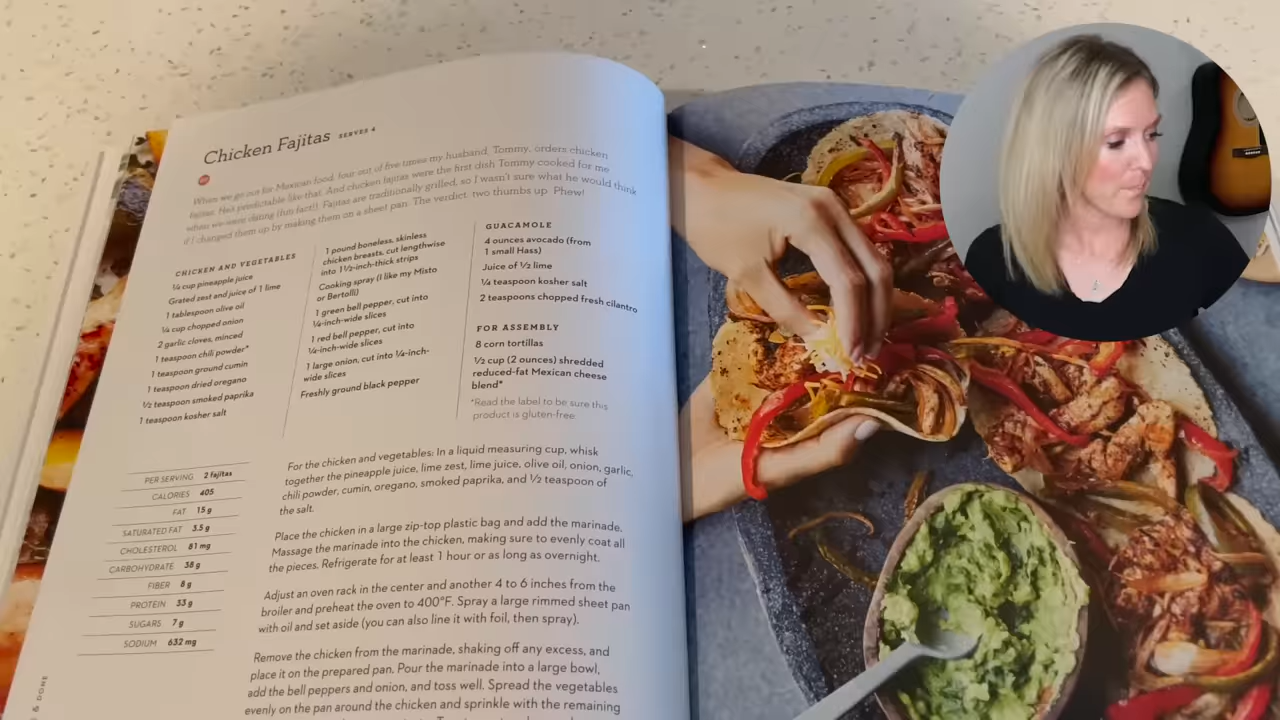 Chicken Fajitas SERVES 4
When we go out for Mexican food, four out of five times my husband, Tommy, orders chicken
fajitas. He's predictable like that. And chicken fajitas were the first dish Tommy cooked for me
when we were dating (fun fact!). Fajitas are traditionally grilled, so I wasn't sure what he would think
if I changed them up by making them on a sheet pan. The verdict, two thumbs up. Phew!
CHICKEN AND VEGETABLES
¼ cup pineapple juice
Grated zest and juice of 1 lime
1 tablespoon olive oil
¼ cup chopped onion
2 garlic cloves, minced
1 teaspoon chili powder*
1 teaspoon ground cumin
1 teaspoon dried oregano
½ teaspoon smoked paprika
1 teaspoon kosher salt
1 pound boneless, skinless
chicken breasts, cut lengthwise
into 1½-inch-thick strips
Cooking spray (I like my Misto
or Bertolli)
1 green bell pepper, cut into
¼-inch-wide slices
1 red bell pepper, cut into
¼-inch-wide slices
1 large onion, cut into ¼-inch-
wide slices
Freshly ground black pepper
GUACAMOLE
4 ounces avocado (from
1 small Hass)
Juice of ½ lime
¼ teaspoon kosher salt
2 teaspoons chopped fresh cilantro
FOR ASSEMBLY
8 corn tortillas
½ cup (2 ounces) shredded
reduced-fat Mexican cheese
blend*
*Read the label to be sure this
product is gluten-free.
PER SERVING 2 fajitas
CALORIES 405
FAT 15 g
SATURATED FAT 3.5 g
CHOLESTEROL 81 mg
CARBOHYDRATE 38 g
FIBER 8 g
PROTEIN 33 g
SUGARS 7 g
SODIUM 632 mg
For the chicken and vegetables: In a liquid measuring cup, whisk
together the pineapple juice, lime zest, lime juice, olive oil, onion, garlic,
chili powder, cumin, oregano, smoked paprika, and ½ teaspoon of
the salt.
Place the chicken in a large zip-top plastic bag and add the marinade.
Massage the marinade into the chicken, making sure to evenly coat all
the pieces. Refrigerate for at least 1 hour or as long as overnight.
Adjust an oven rack in the center and another 4 to 6 inches from the
broiler and preheat the oven to 400°F. Spray a large rimmed sheet pan
with oil and set aside (you can also line it with foil, then spray).
Remove the chicken from the marinade, shaking off any excess, and
place it on the prepared pan. Pour the marinade into a large bowl,
add the bell peppers and onion, and toss well. Spread the vegetables
evenly on the pan around the chicken and sprinkle with the remaining
& DONE